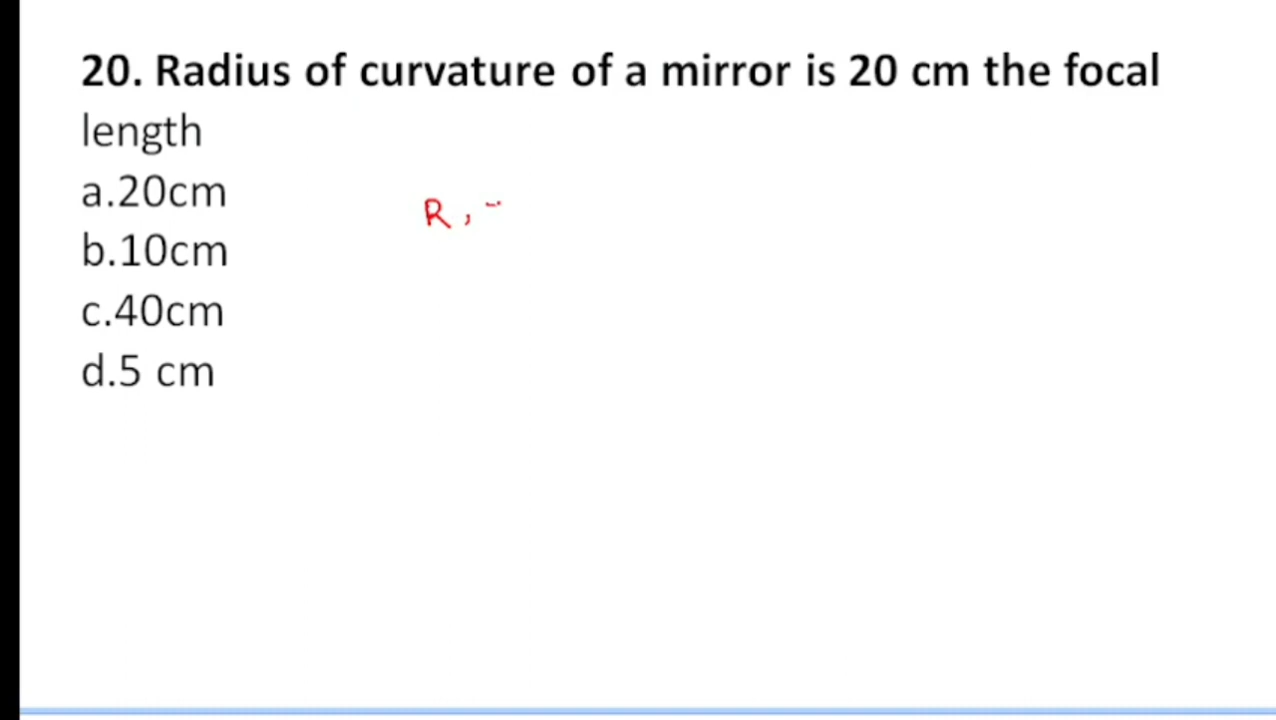 20. Radius of curvature of a mirror is 20 cm the focal
length
a.20cm
R,
b.10cm
c.40cm
d.5 cm